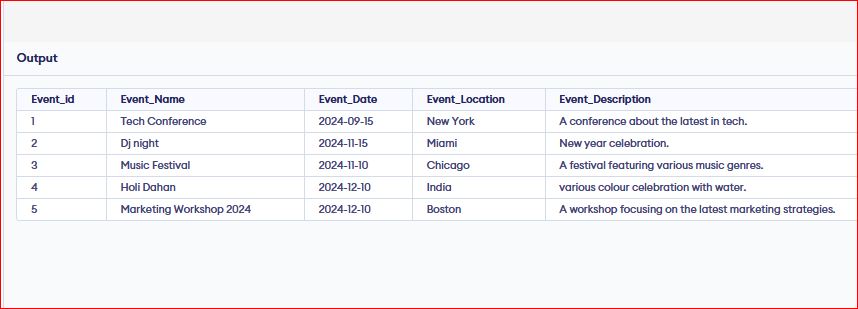 Output
Event_id Event_Name Event_Date Event_Location Event_Description
1 Tech Conference 2024-09-15 New York A conference about the latest in tech.
2 Dj night 2024-11-15 Miami New year celebration.
3 Music Festival 2024-11-10 Chicago A festival featuring various music genres.
4 Holi Dahan 2024-12-10 India various colour celebration with water.
5 Marketing Workshop 2024 2024-12-10 Boston A workshop focusing on the latest marketing strategies.